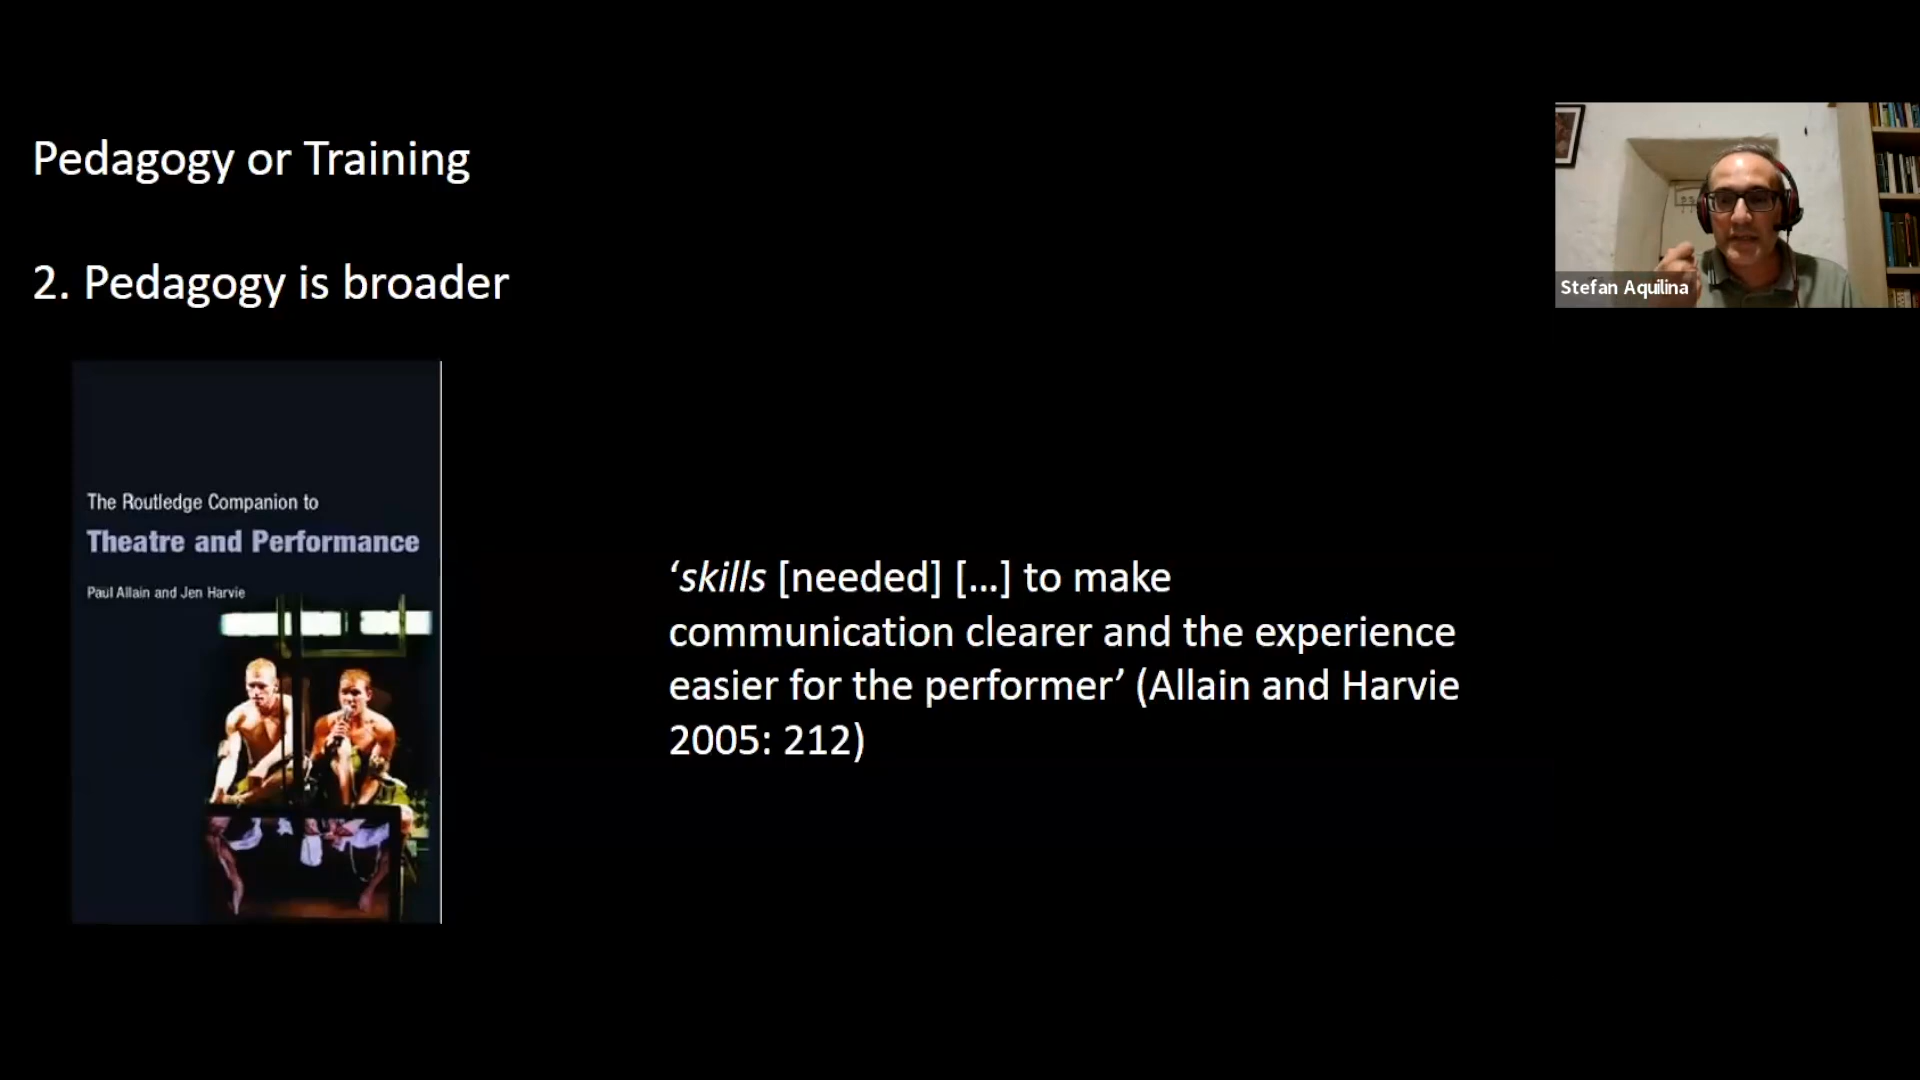 Pedagogy or Training
2. Pedagogy is broader
The Routledge Companion to
Theatre and Performance
Paul Allain and Jen Harvie
‘skills [needed] […] to make
communication clearer and the experience
easier for the performer’ (Allain and Harvie
2005: 212)
Stefan Aquilina